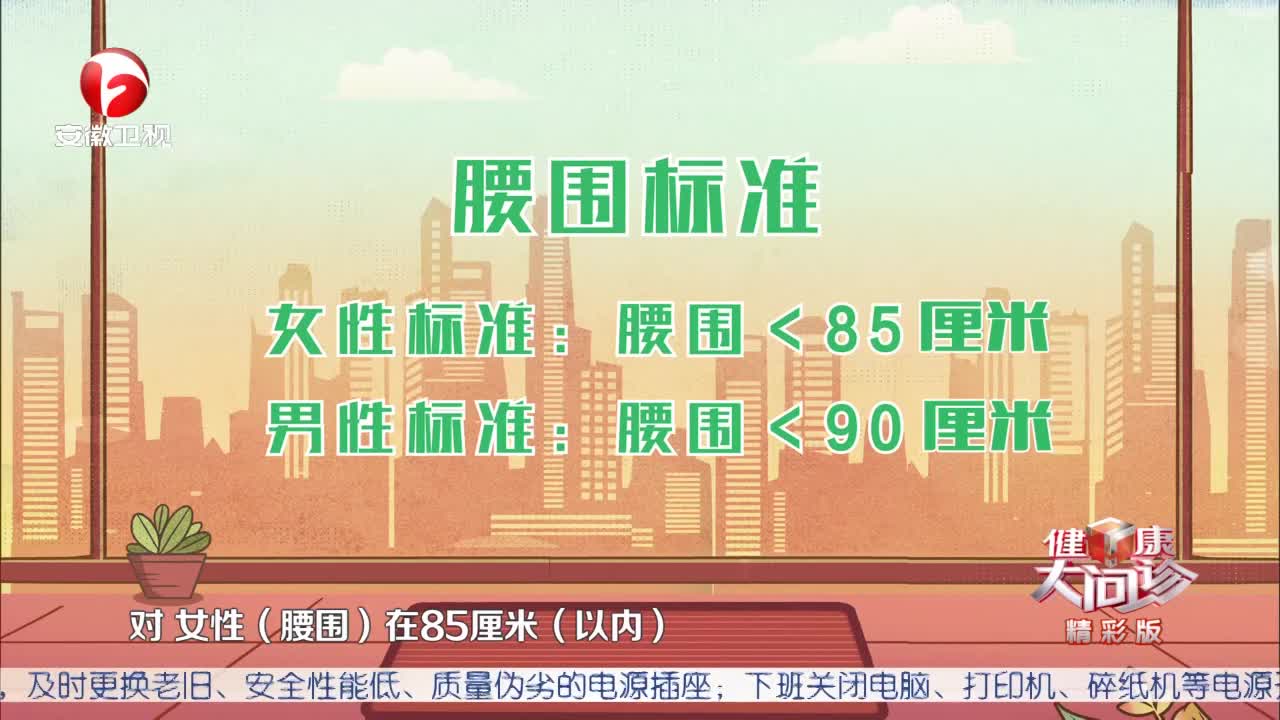 安徽卫视
腰围标准
女性标准：腰围＜85厘米
男性标准：腰围＜90厘米
健康
大问诊
精彩版
对 女性（腰围）在85厘米（以内）
，及时更换老旧、安全性能低、质量伪劣的电源插座；下班关闭电脑、打印机、碎纸机等电源